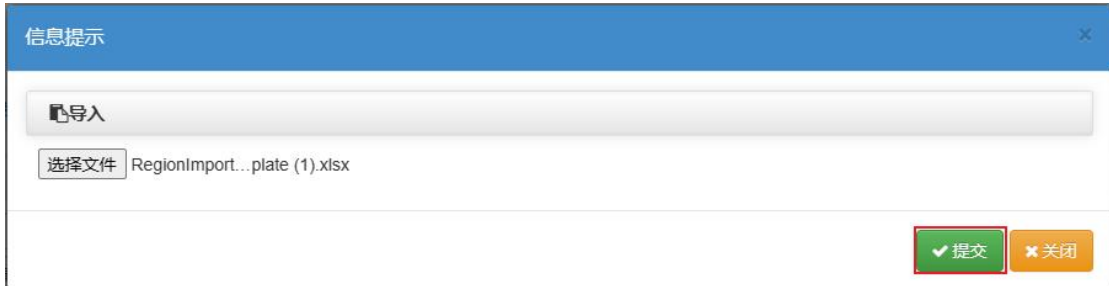 信息提示 ×
导入
选择文件 RegionImport...plate (1).xlsx
提交 关闭